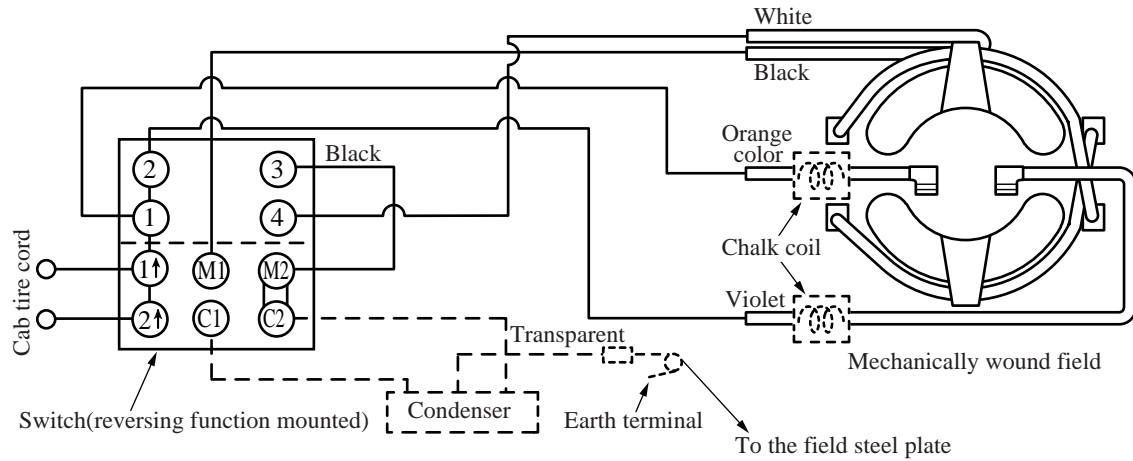 White
Black
Orange
color
Black
2
3
1
4
Chalk coil
1↑
M1
M2
Cab tire cord
2↑
C1
C2
Violet
Transparent
Mechanically wound field
Condenser
Switch(reversing function mounted)
Earth terminal
To the field steel plate